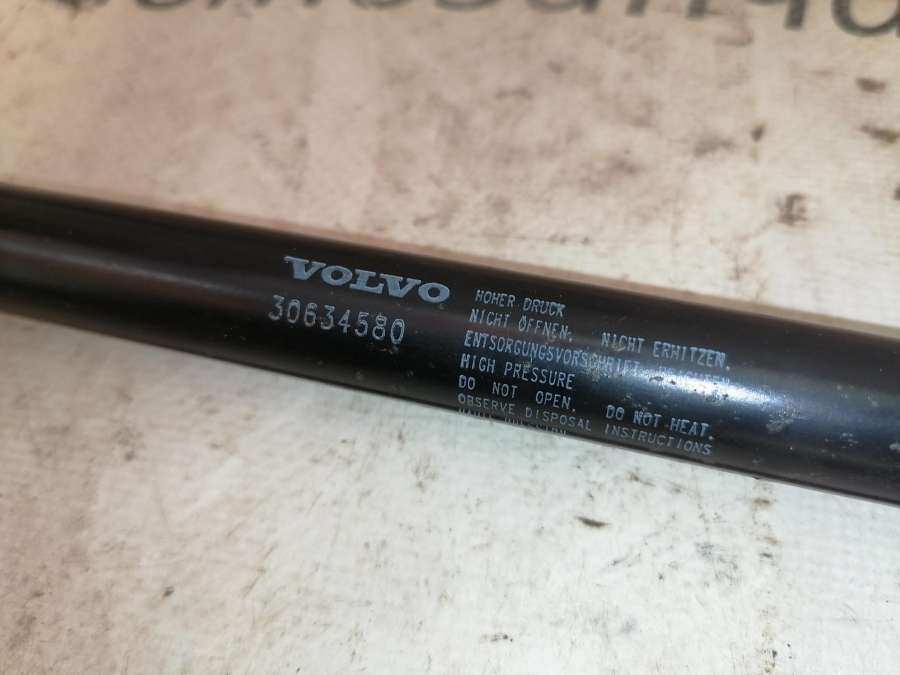 VOLVO
30634580
HOHER DRUCK
NICHT ÖFFNEN. NICHT ERHITZEN.
ENTSORGUNGSVORSCHRIFT
HIGH PRESSURE
DO NOT OPEN. DO NOT HEAT.
OBSERVE DISPOSAL INSTRUCTIONS